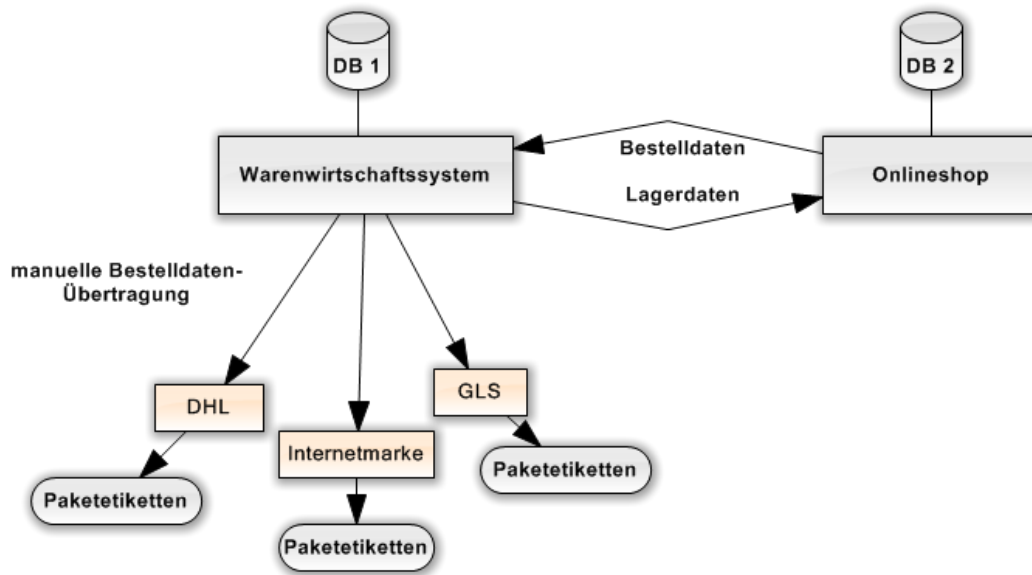 DB 1
DB 2
Warenwirtschaftssystem
Bestelldaten
Lagerdaten
Onlineshop
manuelle Bestelldaten-
Übertragung
DHL
GLS
Internetmarke
Paketetiketten
Paketetiketten
Paketetiketten